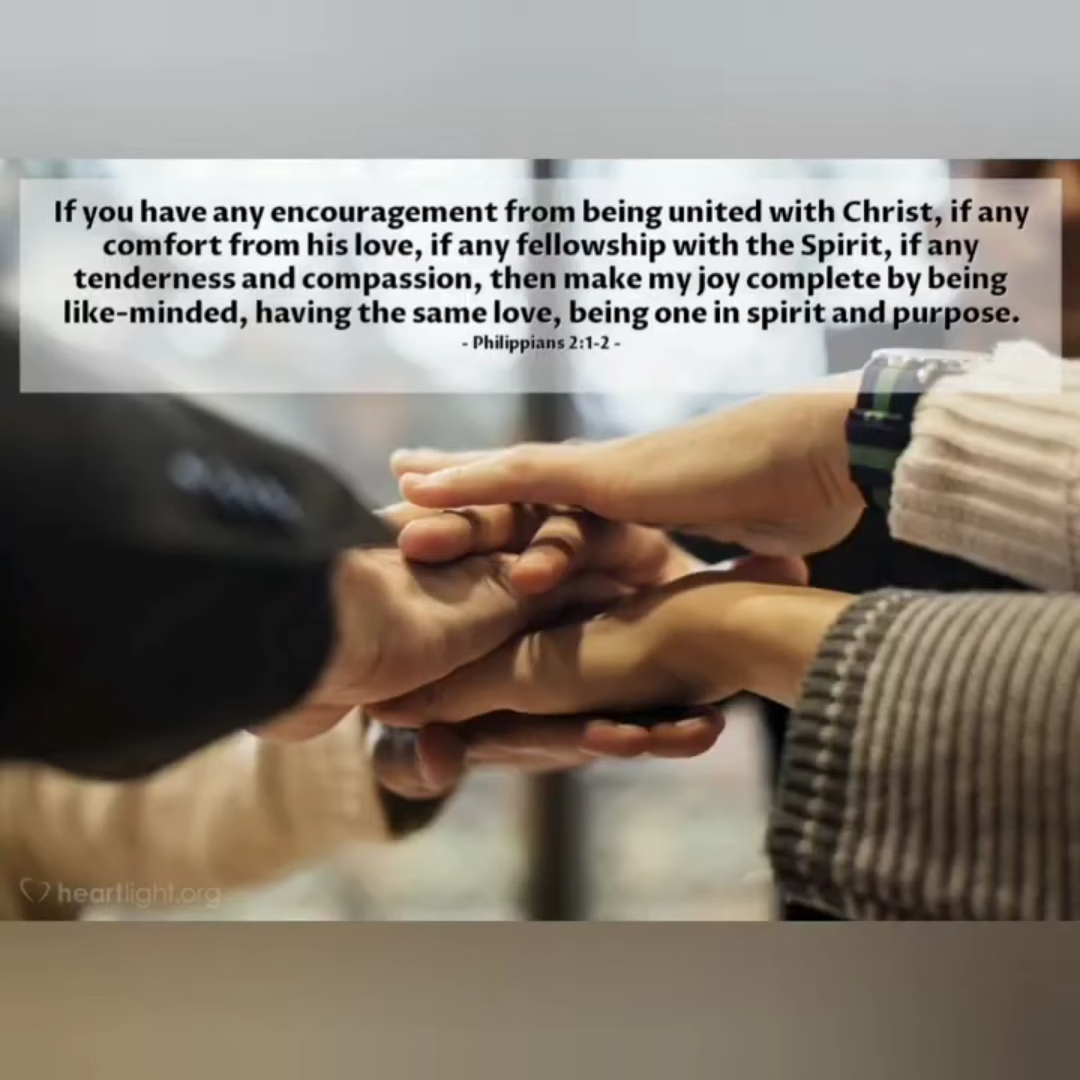 If you have any encouragement from being united with Christ, if any
comfort from his love, if any fellowship with the Spirit, if any
tenderness and compassion, then make my joy complete by being
like-minded, having the same love, being one in spirit and purpose.
- Philippians 2:1-2 -
heartlight.org